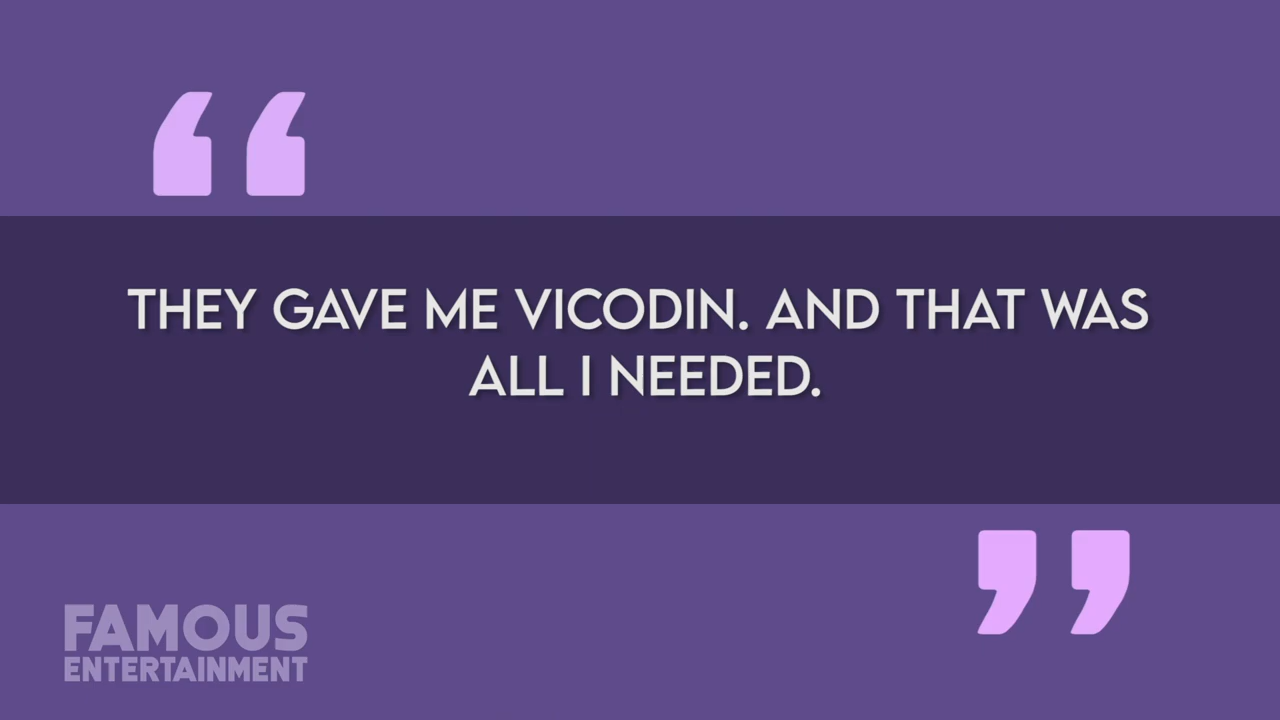 “
THEY GAVE ME VICODIN. AND THAT WAS
ALL I NEEDED.
”
FAMOUS
ENTERTAINMENT